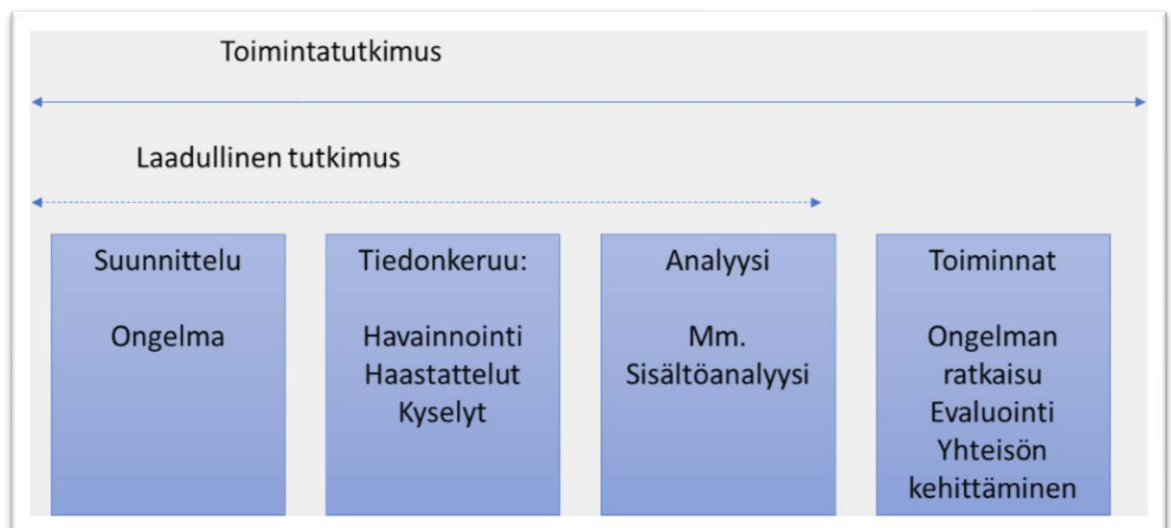 Toimintatutkimus
Laadullinen tutkimus
Suunnittelu
Ongelma
Tiedonkeruu:
Havainnointi
Haastattelut
Kyselyt
Analyysi
Mm.
Sisältöanalyysi
Toiminnat
Ongelman
ratkaisu
Evaluointi
Yhteisön
kehittäminen